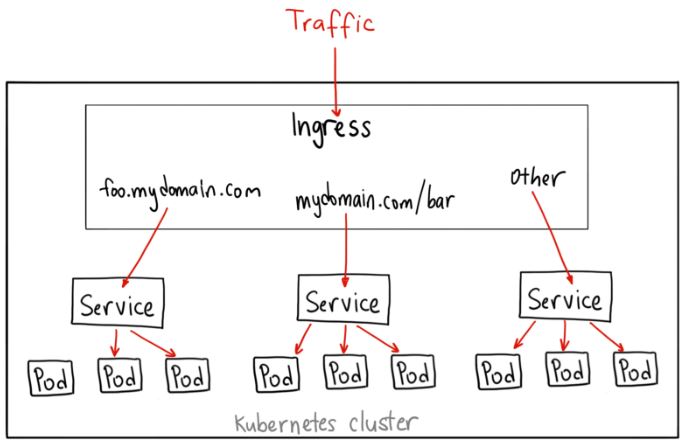 Traffic
Ingress
foo.mydomain.com
mydomain.com/bar
other
Service
Service
Service
Pod
Pod
Pod
Pod
Pod
Pod
Pod
Pod
Pod
Kubernetes cluster